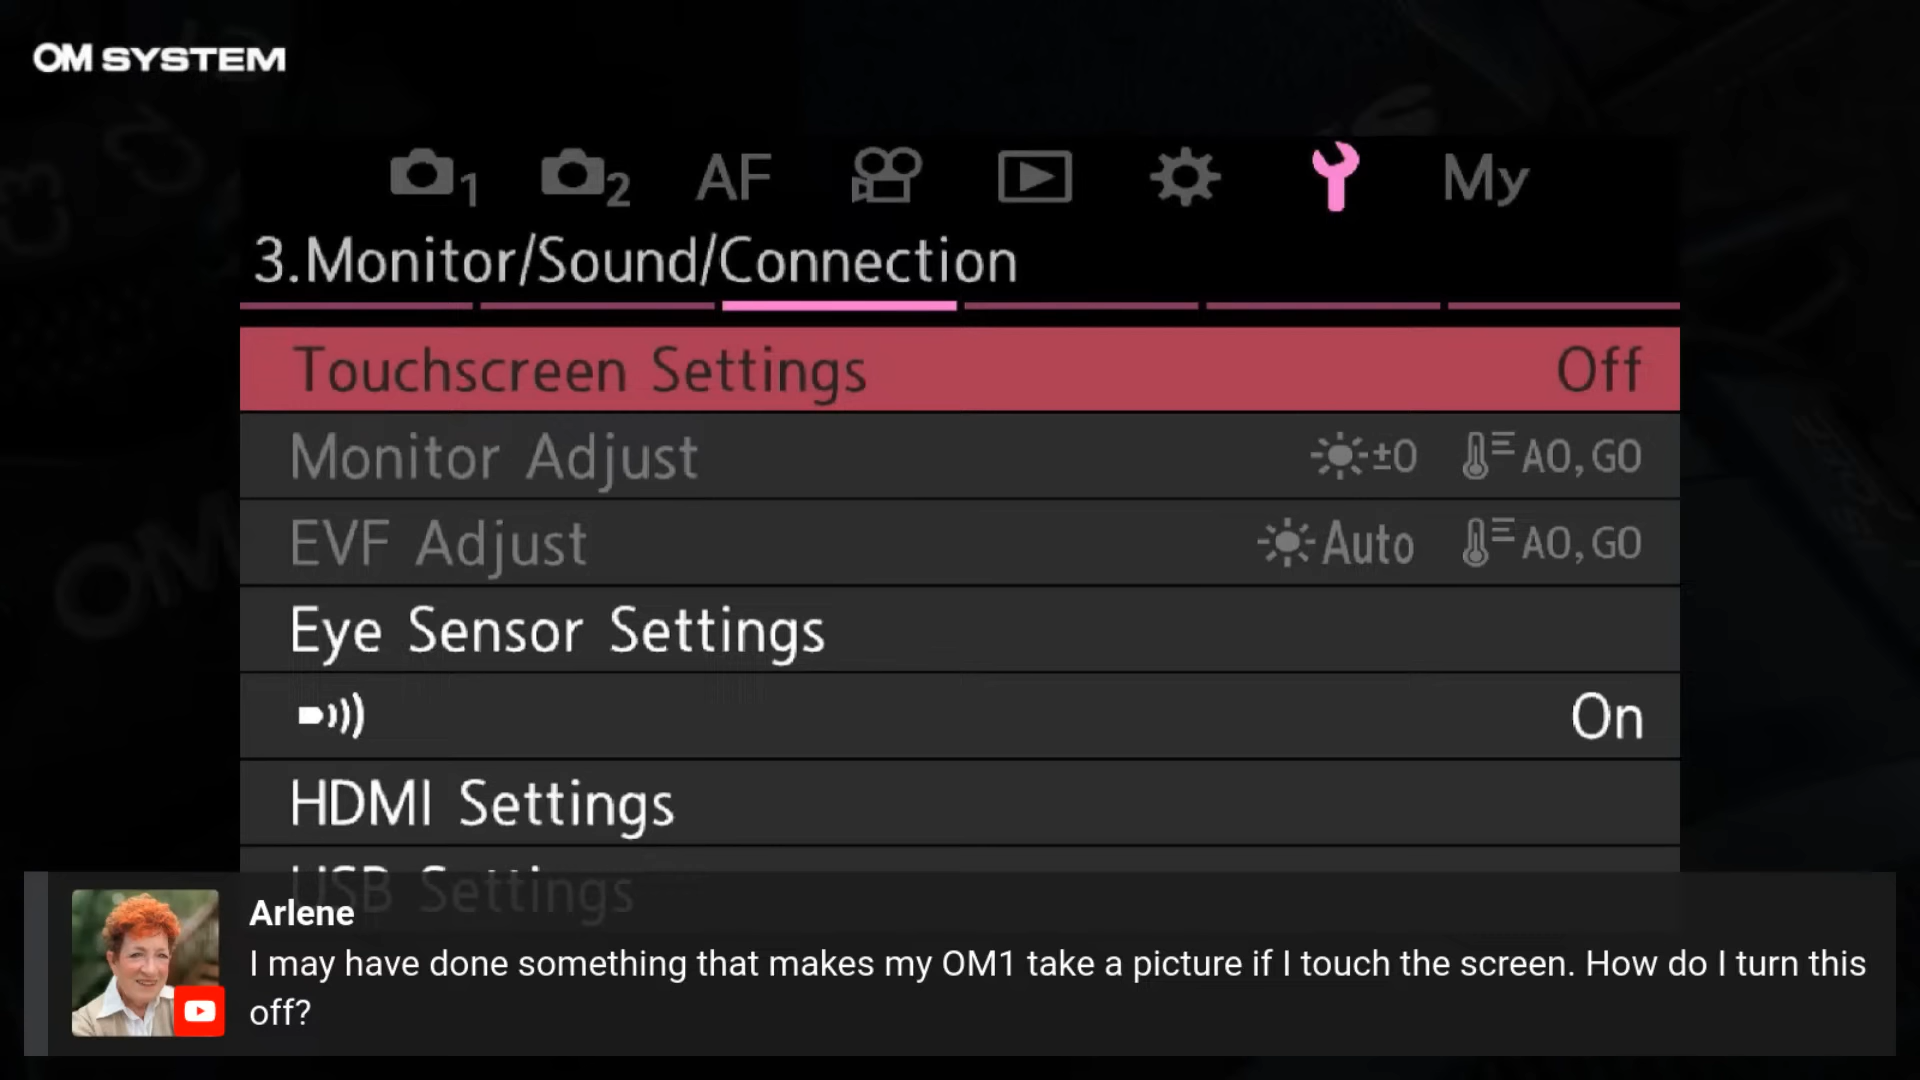 OM SYSTEM
1 2 AF My
3.Monitor/Sound/Connection
Touchscreen Settings Off
Monitor Adjust ±0 A0,G0
EVF Adjust Auto A0,G0
Eye Sensor Settings
On
HDMI Settings
USB Settings
Arlene
I may have done something that makes my OM1 take a picture if I touch the screen. How do I turn this
off?